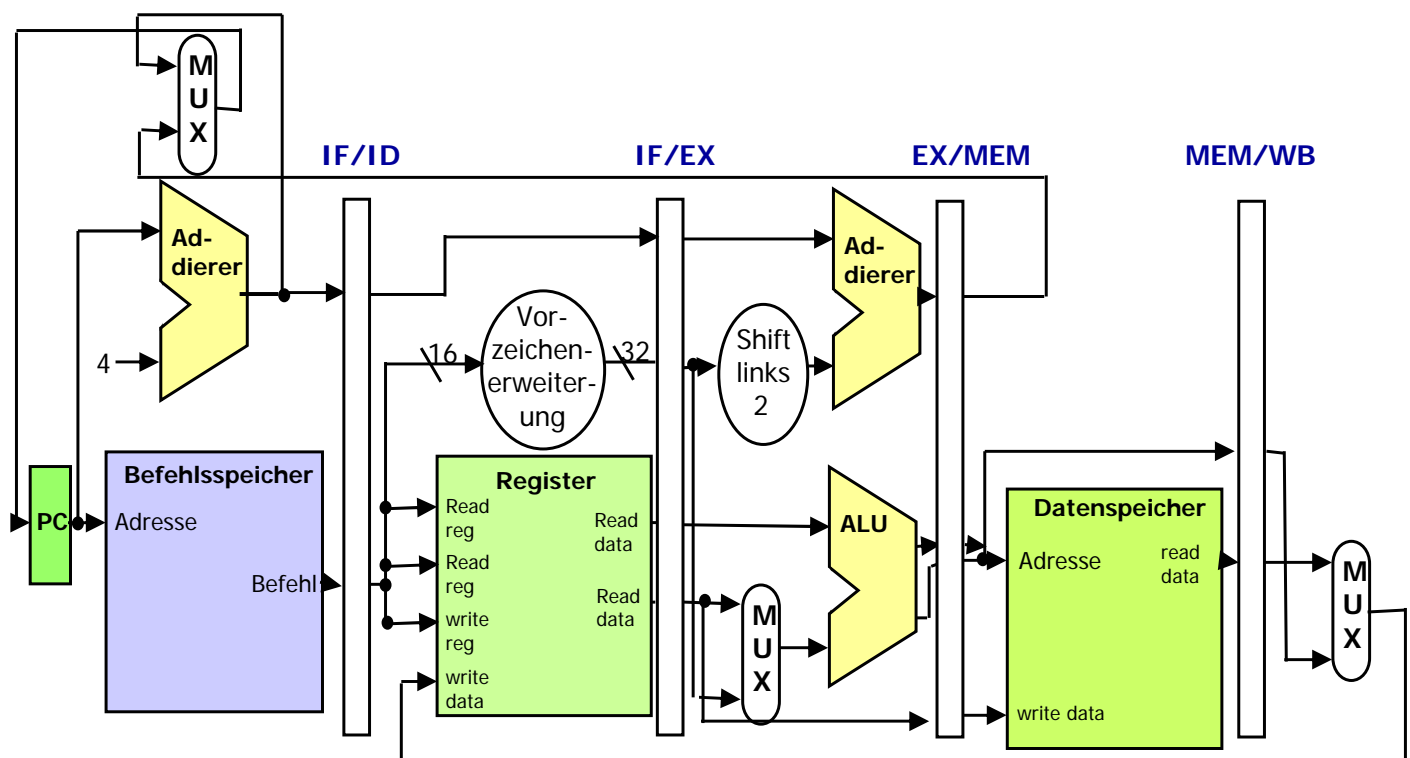 M
U
X
IF/ID
IF/EX
EX/MEM
MEM/WB
Ad-
dierer
4
16
Vor-
zeichen-
erweiter-
ung
32
Shift
links
2
Ad-
dierer
PC
Befehlsspeicher
Adresse
Befehl
Register
Read
reg
Read
reg
write
reg
write
data
Read
data
Read
data
M
U
X
ALU
Datenspeicher
Adresse
read
data
write data
M
U
X